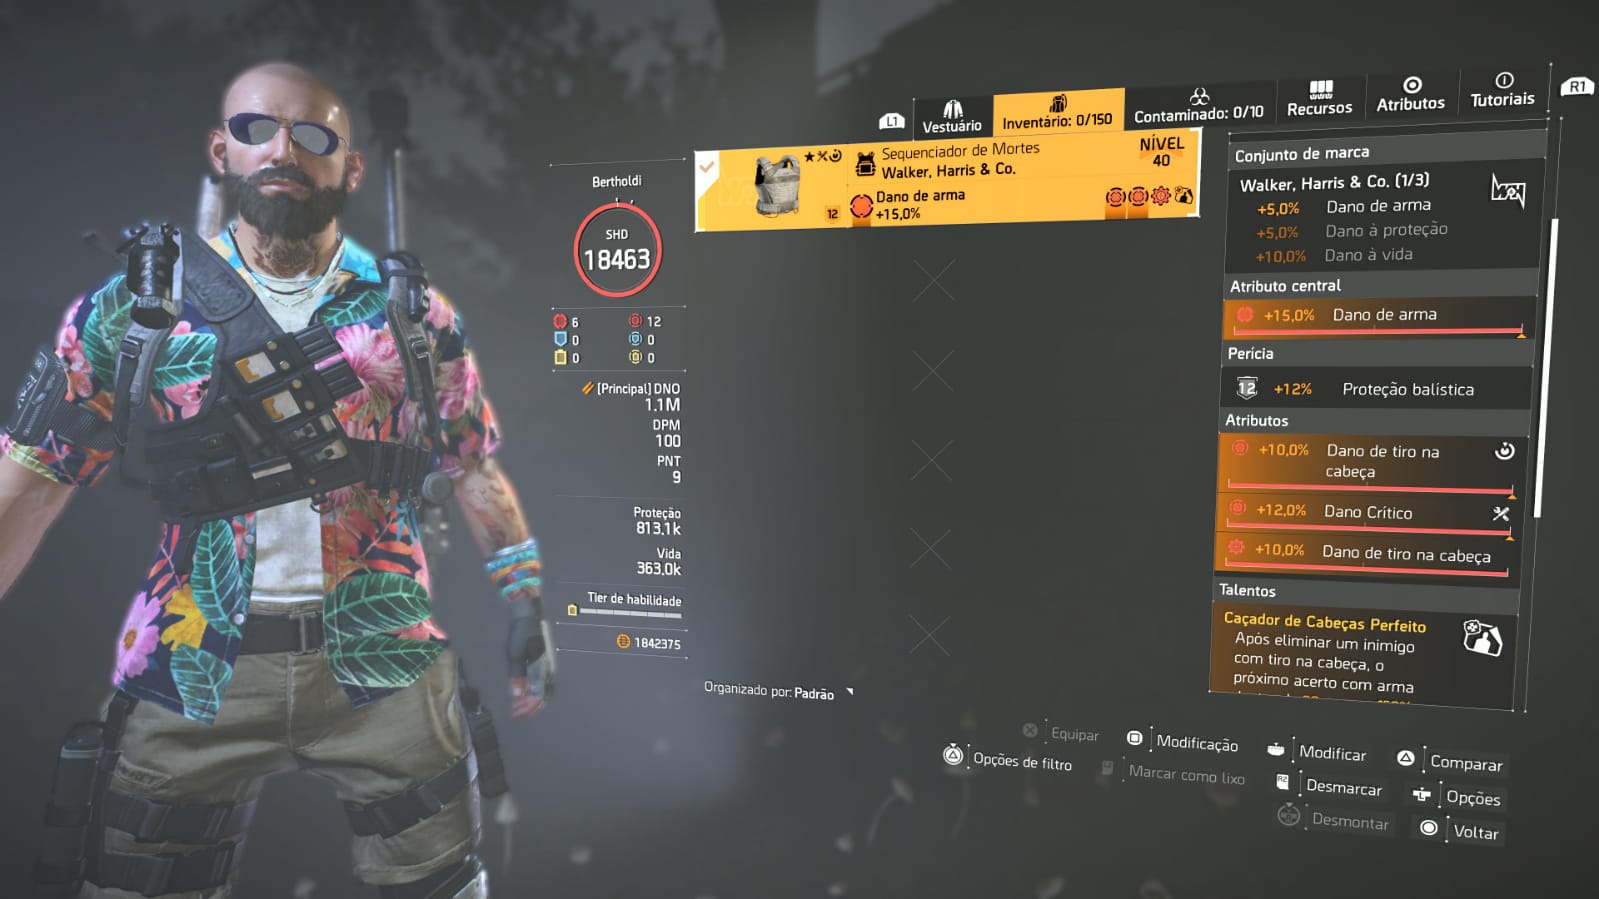 L1
Vestuário
Inventário: 0/150
Contaminado: 0/10
Recursos
Atributos
Tutoriais
R1
Bertholdi
SHD
18463
6
12
0
0
0
0
[Principal] DNO
1.1M
DPM
100
PNT
9
Proteção
813,1k
Vida
363,0k
Tier de habilidade
1842375
12
Sequenciador de Mortes
Walker, Harris & Co.
Dano de arma
+15,0%
NÍVEL
40
Organizado por: Padrão
Conjunto de marca
Walker, Harris & Co. (1/3)
+5,0% Dano de arma
+5,0% Dano à proteção
+10,0% Dano à vida
Atributo central
+15,0% Dano de arma
Perícia
12 +12% Proteção balística
Atributos
+10,0% Dano de tiro na
cabeça
+12,0% Dano Crítico
+10,0% Dano de tiro na cabeça
Talentos
Caçador de Cabeças Perfeito
Após eliminar um inimigo
com tiro na cabeça, o
próximo acerto com arma
Equipar
Modificação
Modificar
Comparar
Opções de filtro
Marcar como lixo
R2
Desmarcar
Opções
Desmontar
Voltar